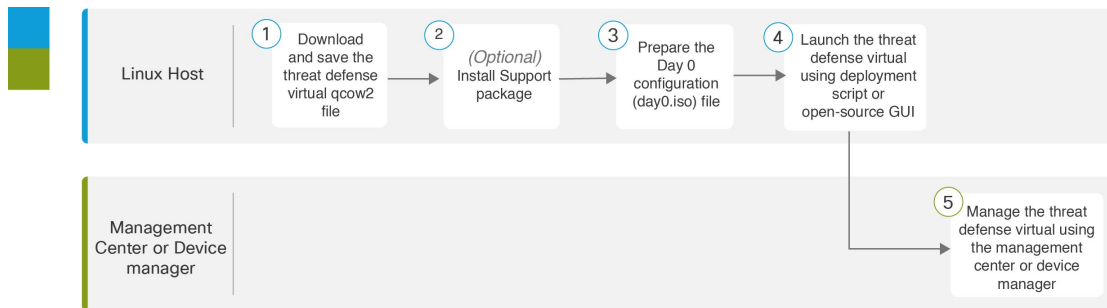 Linux Host
1
Download
and save the
threat defense
virtual qcow2
file
2
(Optional)
Install Support
package
3
Prepare the
Day 0
configuration
(day0.iso) file
4
Launch the threat
defense virtual
using deployment
script or
open-source GUI
Management
Center or Device
manager
5
Manage the threat
defense virtual using
the management
center or device
manager